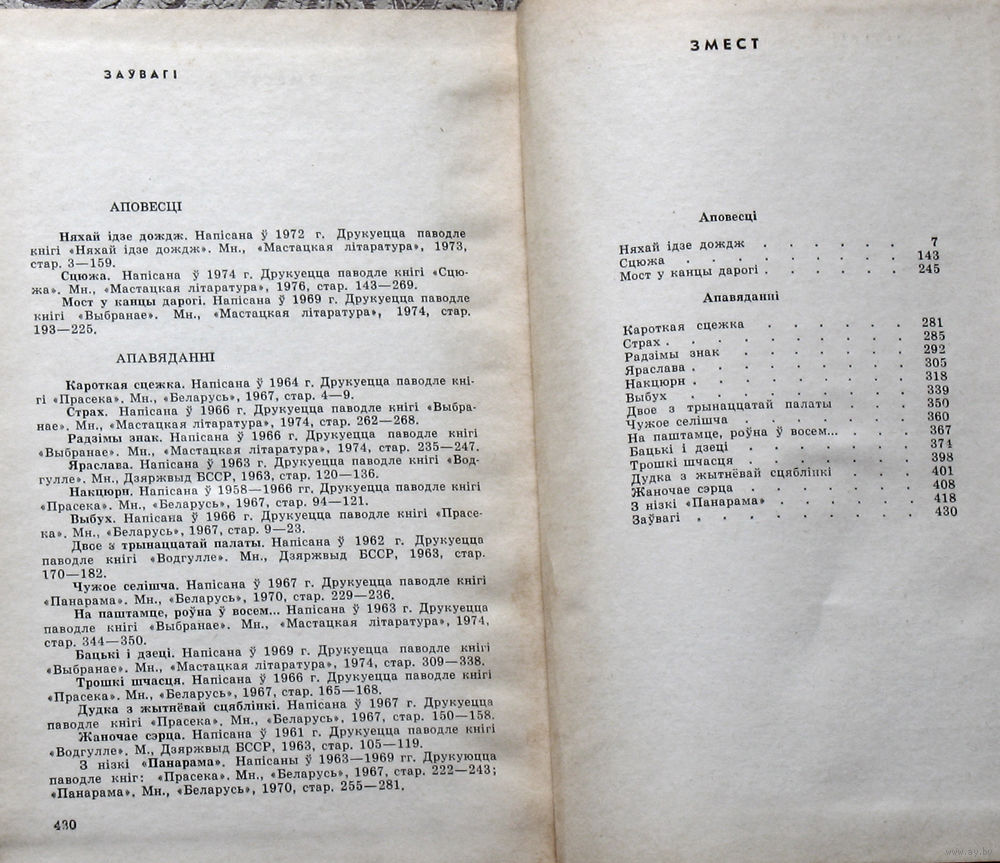 ЗАЎВАГІ
АПОВЕСЦІ
Няхай ідзе дождж. Напісана ў 1972 г. Друкуецца паводле
кнігі «Няхай ідзе дождж». Мн., «Мастацкая літаратура», 1973,
стар. 3—159.
Сцюжа. Напісана ў 1974 г. Друкуецца паводле кнігі «Сцю-
жа». Мн., «Мастацкая літаратура», 1976, стар. 143—269.
Мост у канцы дарогі. Напісана ў 1969 г. Друкуецца паводле
кнігі «Выбранае». Мн., «Мастацкая літаратура», 1974, стар.
193—225.
АПАВЯДАННІ
Кароткая сцежка. Напісана ў 1964 г. Друкуецца паводле кні-
гі «Прасека». Мн., «Беларусь», 1967, стар. 4—9.
Страх. Напісана ў 1966 г. Друкуецца паводле кнігі «Выбра-
нае». Мн., «Мастацкая літаратура», 1974, стар. 262—268.
Радзімы знак. Напісана ў 1966 г. Друкуецца паводле кнігі
«Выбранае». Мн., «Мастацкая літаратура», 1974, стар. 235—247.
Яраслава. Напісана ў 1963 г. Друкуецца паводле кнігі «Вод-
гулле». Мн., Дзяржвыд БССР, 1963, стар. 120—136.
Накцюрн. Напісана ў 1958—1966 гг. Друкуецца паводле кнігі
«Прасека». Мн., «Беларусь», 1967, стар. 94—121.
Выбух. Напісана ў 1966 г. Друкуецца паводле кнігі «Прасе-
ка». Мн., «Беларусь», 1967, стар. 9—23.
Двое з трынаццатай палаты. Напісана ў 1962 г. Друкуецца
паводле кнігі «Водгулле». Мн., Дзяржвыд БССР, 1963, стар.
170—182.
Чужое селішча. Напісана ў 1967 г. Друкуецца паводле кнігі
«Панарама». Мн., «Беларусь», 1970, стар. 229—236.
На паштамце, роўна ў восем... Напісана ў 1963 г. Друкуецца
паводле кнігі «Выбранае». Мн., «Мастацкая літаратура», 1974,
стар. 344—350.
Бацькі і дзеці. Напісана ў 1969 г. Друкуецца паводле кнігі
«Выбранае». Мн., «Мастацкая літаратура», 1974, стар. 309—338.
Трошкі шчасця. Напісана ў 1966 г. Друкуецца паводле кнігі
«Прасека». Мн., «Беларусь», 1967, стар. 165—168.
Дудка з жытнёвай сцяблінкі. Напісана ў 1967 г. Друкуецца
паводле кнігі «Прасека». Мн., «Беларусь», 1967, стар. 150—158.
Жаночае сэрца. Напісана ў 1961 г. Друкуецца паводле кнігі
«Водгулле». М., Дзяржвыд БССР, 1963, стар. 105—119.
З нізкі «Панарама». Напісаны ў 1963—1969 гг. Друкуюцца
паводле кніг: «Прасека». Мн., «Беларусь», 1967, стар. 222—243;
«Панарама». Мн., «Беларусь», 1970, стар. 255—281.
430
ЗМЕСТ
Аповесці
Няхай ідзе дождж . . . . . . 7
Сцюжа . . . . . . . . 143
Мост у канцы дарогі . . . . . . 245
Апавяданні
Кароткая сцежка . . . . . . 281
Страх . . . . . . . . . 285
Радзімы знак . . . . . . . 292
Яраслава . . . . . . . . 305
Накцюрн . . . . . . . . 318
Выбух . . . . . . . . 339
Двое з трынаццатай палаты . . . 350
Чужое селішча . . . . . . . 360
На паштамце, роўна ў восем... . . . 367
Бацькі і дзеці . . . . . . . 374
Трошкі шчасця . . . . . . . 398
Дудка з жытнёвай сцяблінкі . . . 401
Жаночае сэрца . . . . . . 408
З нізкі «Панарама» . . . . . . 418
Заўвагі . . . . . . . . 430
www.ay.by